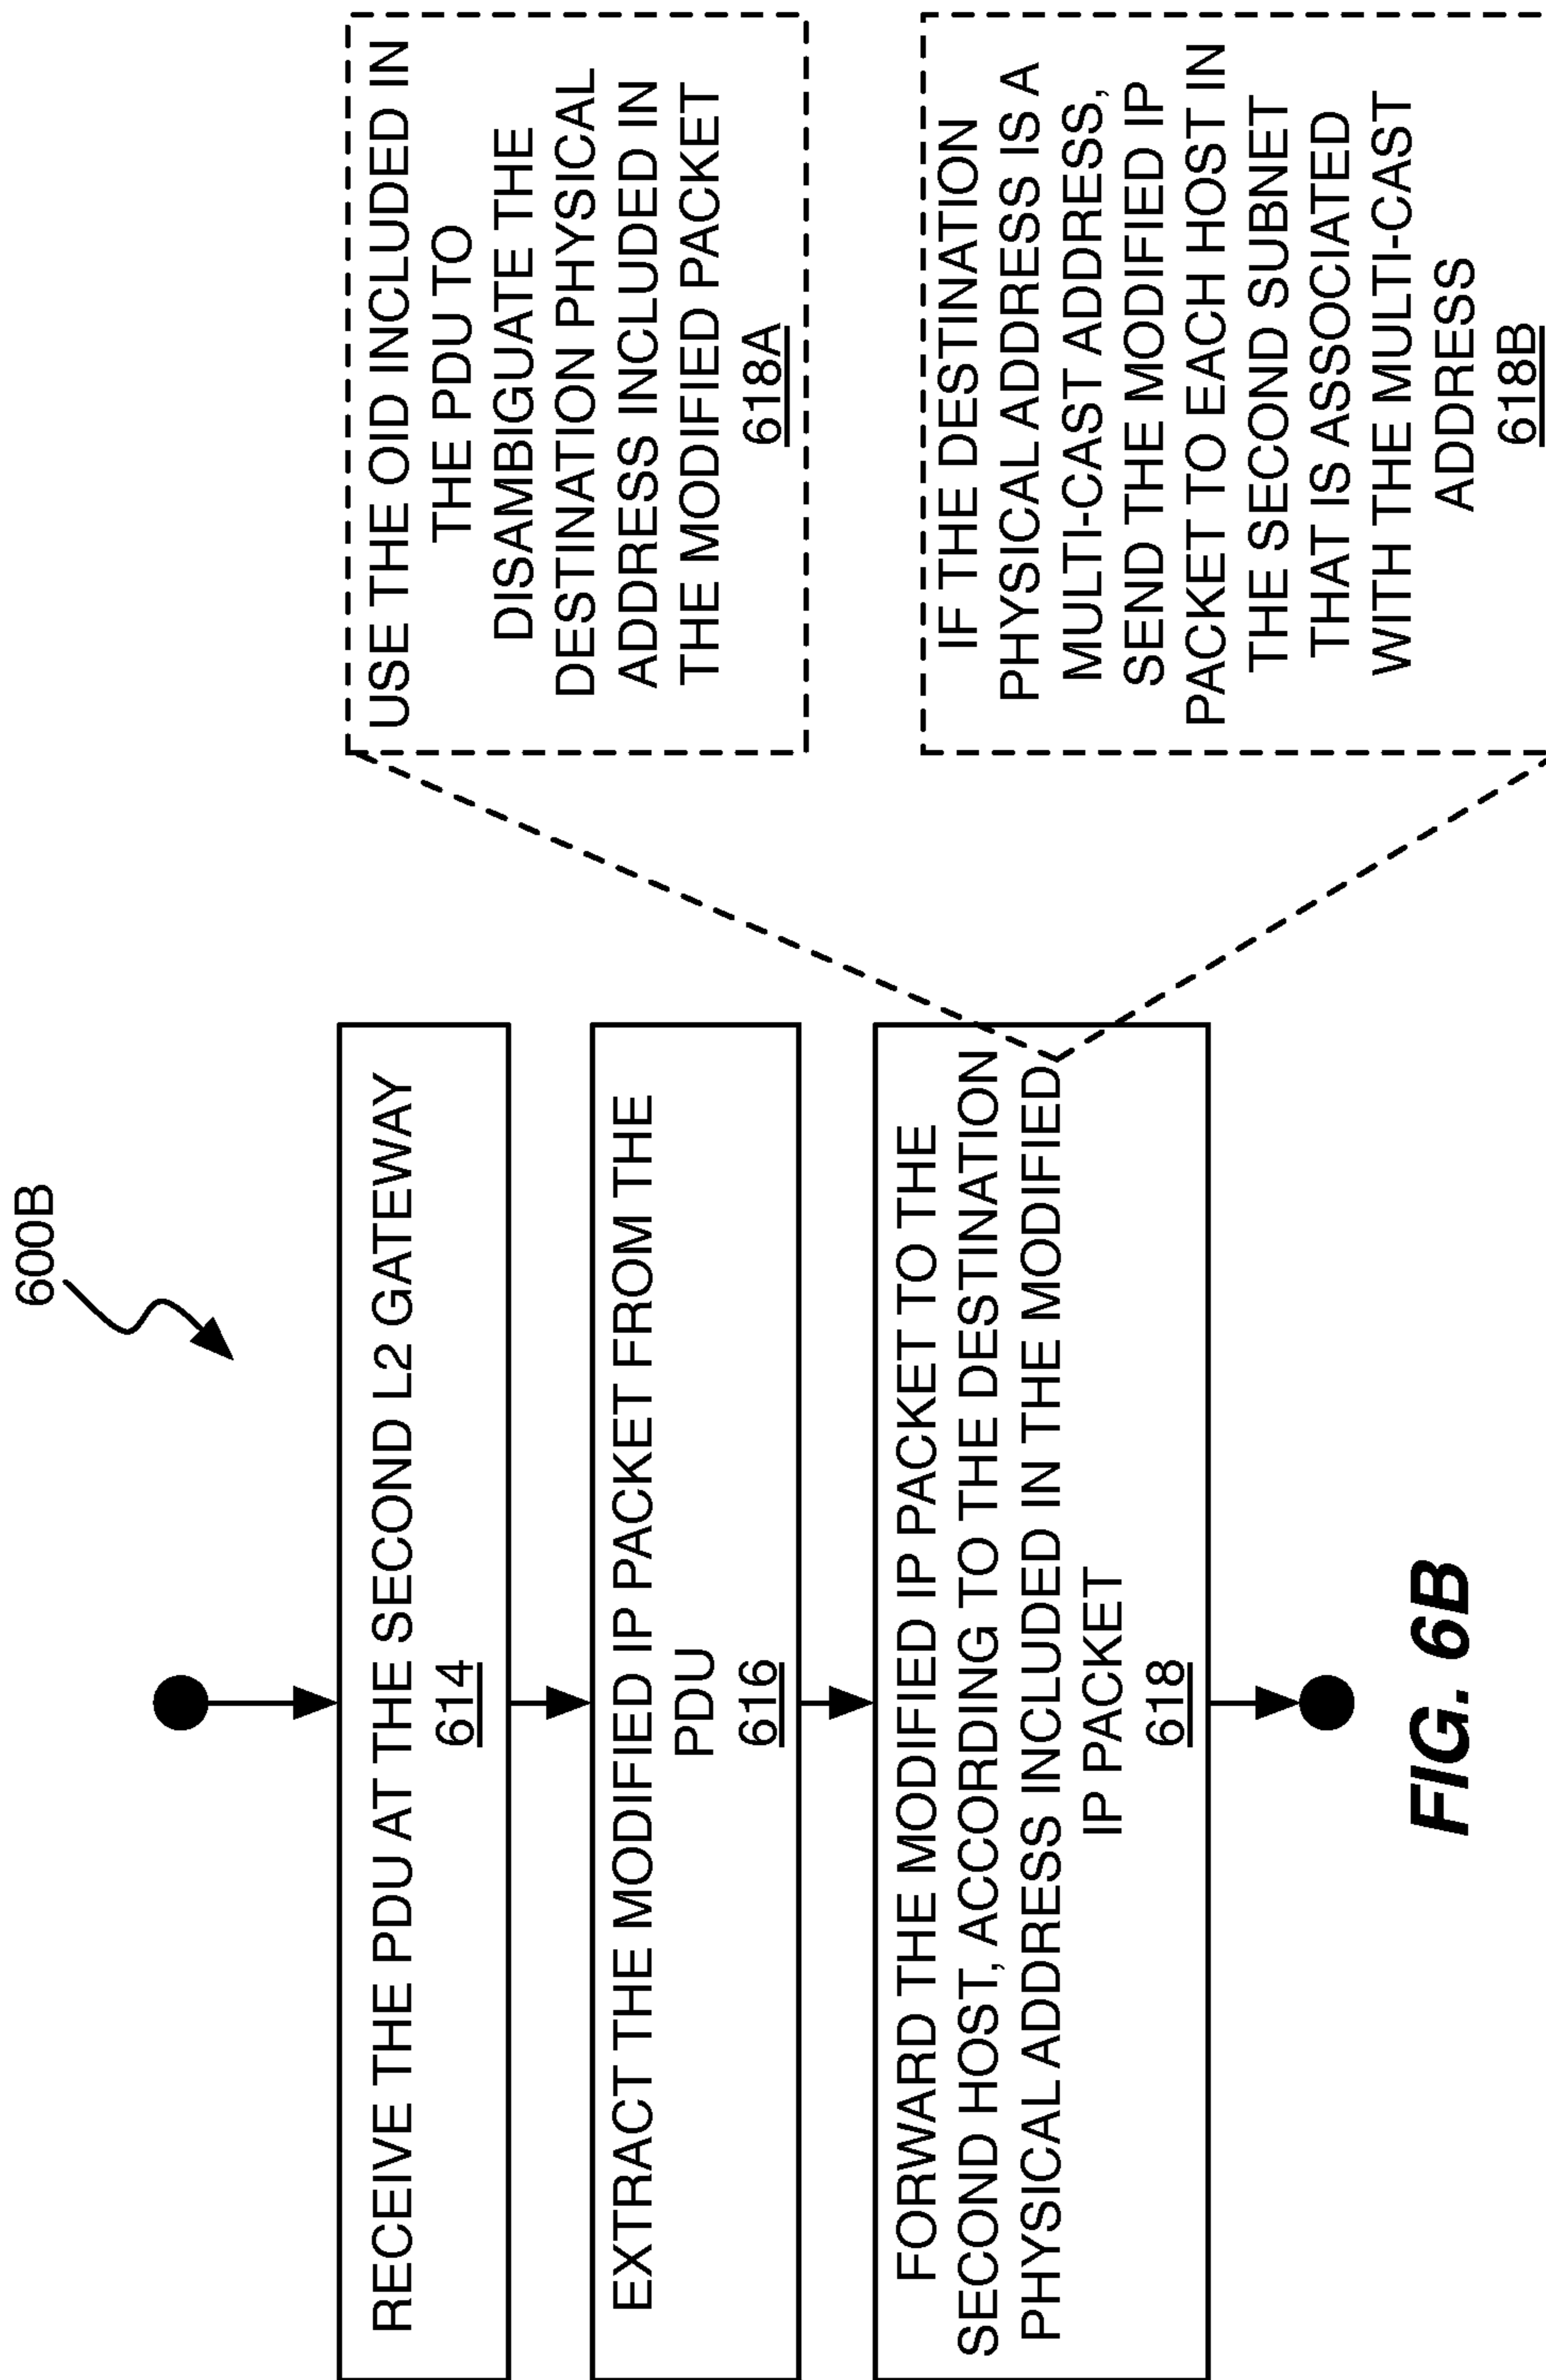 600B
RECEIVE THE PDU AT THE SECOND L2 GATEWAY
614
EXTRACT THE MODIFIED IP PACKET FROM THE
PDU
616
FORWARD THE MODIFIED IP PACKET TO THE
SECOND HOST, ACCORDING TO THE DESTINATION
PHYSICAL ADDRESS INCLUDED IN THE MODIFIED
IP PACKET
618
USE THE OID INCLUDED IN
THE PDU TO
DISAMBIGUATE THE
DESTINATION PHYSICAL
ADDRESS INCLUDED IN
THE MODIFIED PACKET
618A
IF THE DESTINATION
PHYSICAL ADDRESS IS A
MULTI-CAST ADDRESS,
SEND THE MODIFIED IP
PACKET TO EACH HOST IN
THE SECOND SUBNET
THAT IS ASSOCIATED
WITH THE MULTI-CAST
ADDRESS
618B
FIG. 6B